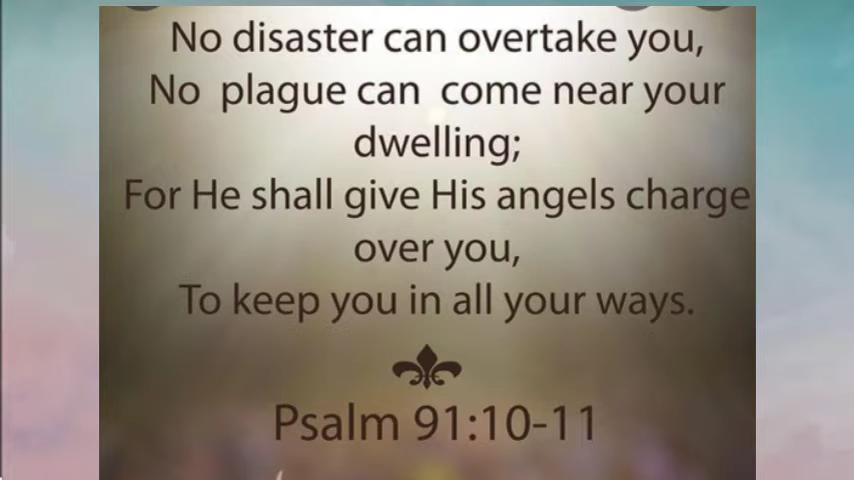 No disaster can overtake you,
No plague can come near your
dwelling;
For He shall give His angels charge
over you,
To keep you in all your ways.
Psalm 91:10-11